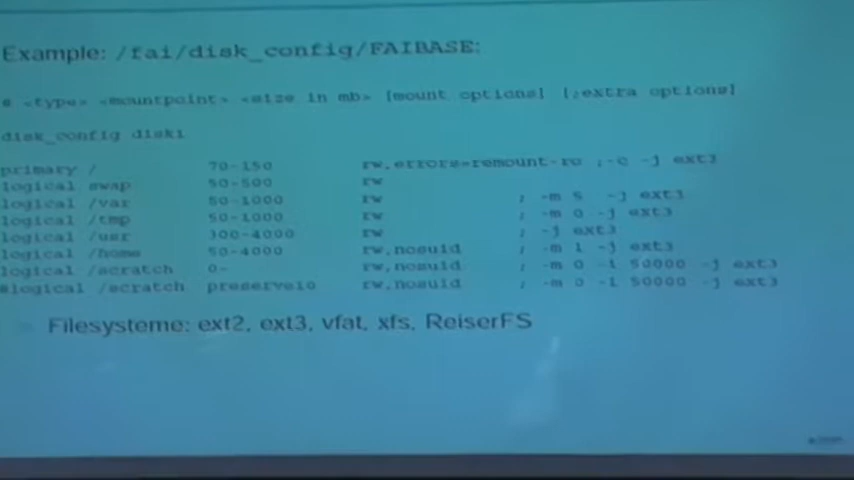 Example: /fai/disk_config/FAIBASE:
# <type> <mountpoint> <size in mb> [mount options] [;extra options]
disk_config disk1
primary / 70-150 rw,errors=remount-ro ;-c -j ext3
logical swap 50-500 rw
logical /var 50-1000 rw ; -m 5 -j ext3
logical /tmp 50-1000 rw ; -m 0 -j ext3
logical /usr 300-4000 rw ; -j ext3
logical /home 50-4000 rw,nosuid ; -m 1 -j ext3
logical /scratch 0- rw,nosuid ; -m 0 -i 50000 -j ext3
#logical /scratch preserve10 rw,nosuid ; -m 0 -i 50000 -j ext3
Filesysteme: ext2, ext3, vfat, xfs, ReiserFS